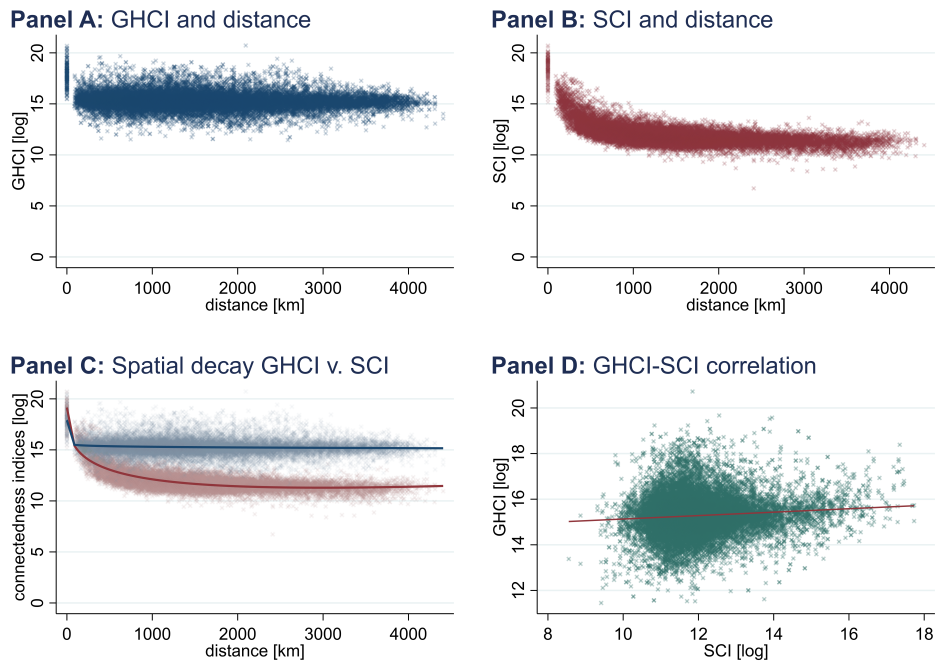 Panel A: GHCI and distance
GHCI [log]
20
15
10
5
0
0 1000 2000 3000 4000
distance [km]
Panel B: SCI and distance
SCI [log]
20
15
10
5
0
0 1000 2000 3000 4000
distance [km]
Panel C: Spatial decay GHCI v. SCI
connectedness indices [log]
20
15
10
5
0
0 1000 2000 3000 4000
distance [km]
Panel D: GHCI-SCI correlation
GHCI [log]
20
18
16
14
12
8 10 12 14 16 18
SCI [log]